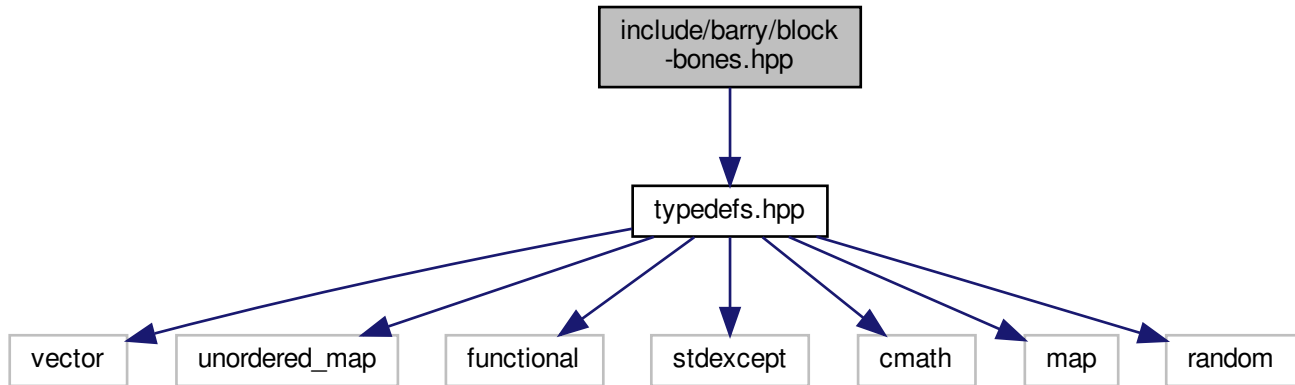 include/barry/block
-bones.hpp
typedefs.hpp
vector
unordered_map
functional
stdexcept
cmath
map
random